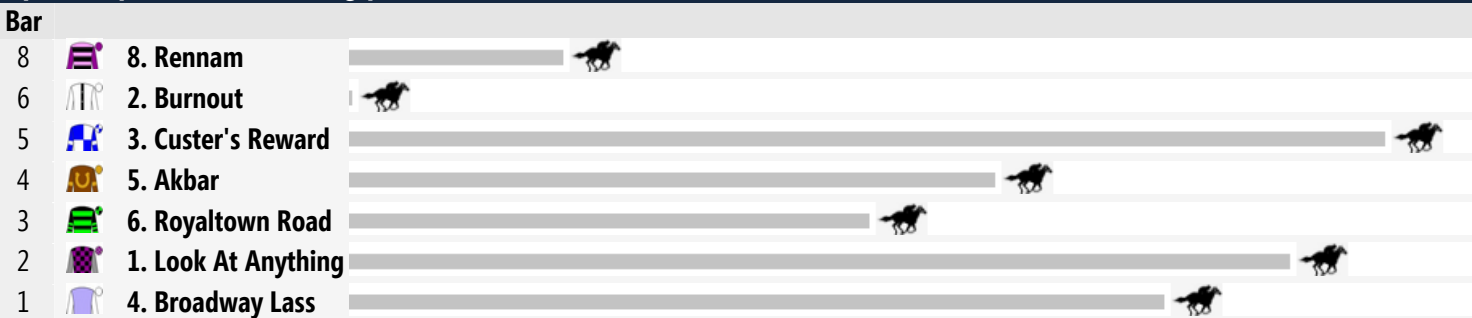 Bar
8 8. Rennam
6 2. Burnout
5 3. Custer's Reward
4 5. Akbar
3 6. Royaltown Road
2 1. Look At Anything
1 4. Broadway Lass